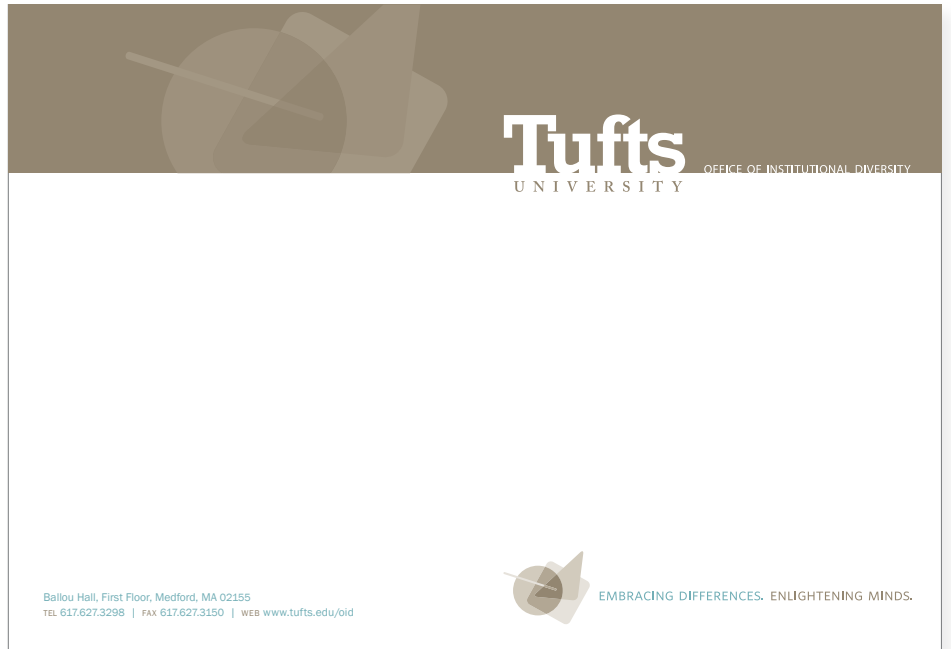 Tufts
UNIVERSITY
OFFICE OF INSTITUTIONAL DIVERSITY
Ballou Hall, First Floor, Medford, MA 02155
TEL 617.627.3298 | FAX 617.627.3150 | WEB www.tufts.edu/oid
EMBRACING DIFFERENCES. ENLIGHTENING MINDS.